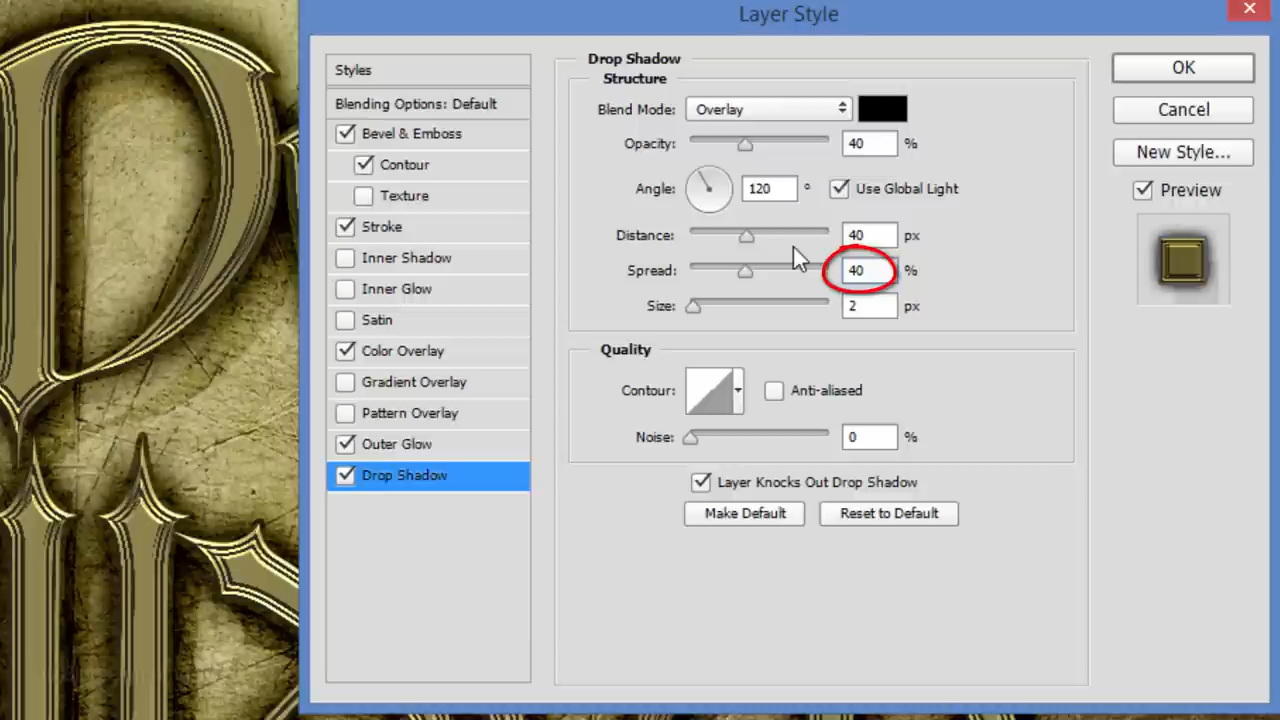 Layer Style
Styles
Blending Options: Default
Bevel & Emboss
Contour
Texture
Stroke
Inner Shadow
Inner Glow
Satin
Color Overlay
Gradient Overlay
Pattern Overlay
Outer Glow
Drop Shadow
Drop Shadow
Structure
Blend Mode: Overlay
Opacity: 40 %
Angle: 120 ° Use Global Light
Distance: 40 px
Spread: 40 %
Size: 2 px
Quality
Contour: Anti-aliased
Noise: 0 %
Layer Knocks Out Drop Shadow
Make Default Reset to Default
OK
Cancel
New Style...
Preview